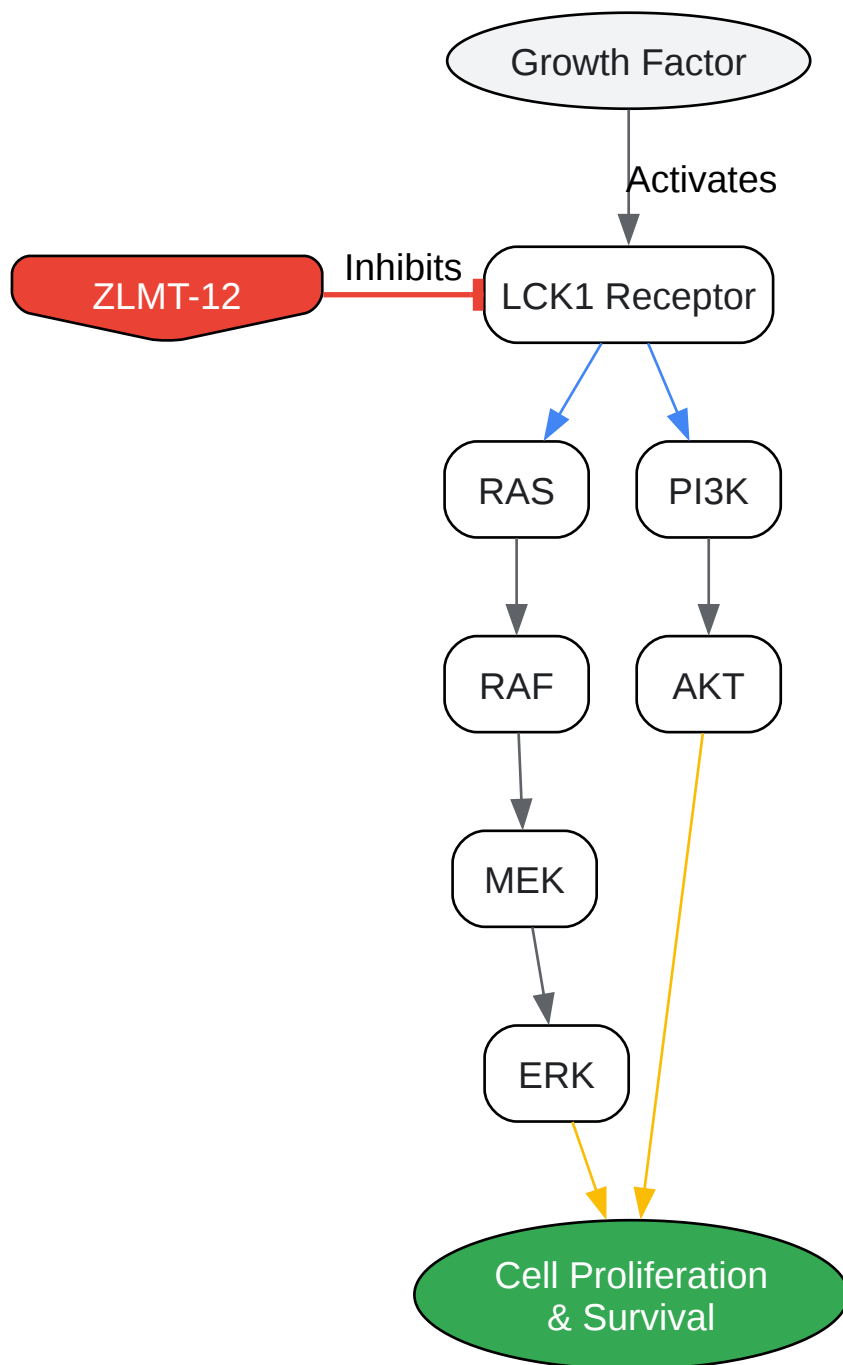 Growth Factor
Activates
Inhibits
ZLMT-12
LCK1 Receptor
RAS
PI3K
RAF
AKT
MEK
ERK
Cell Proliferation
& Survival